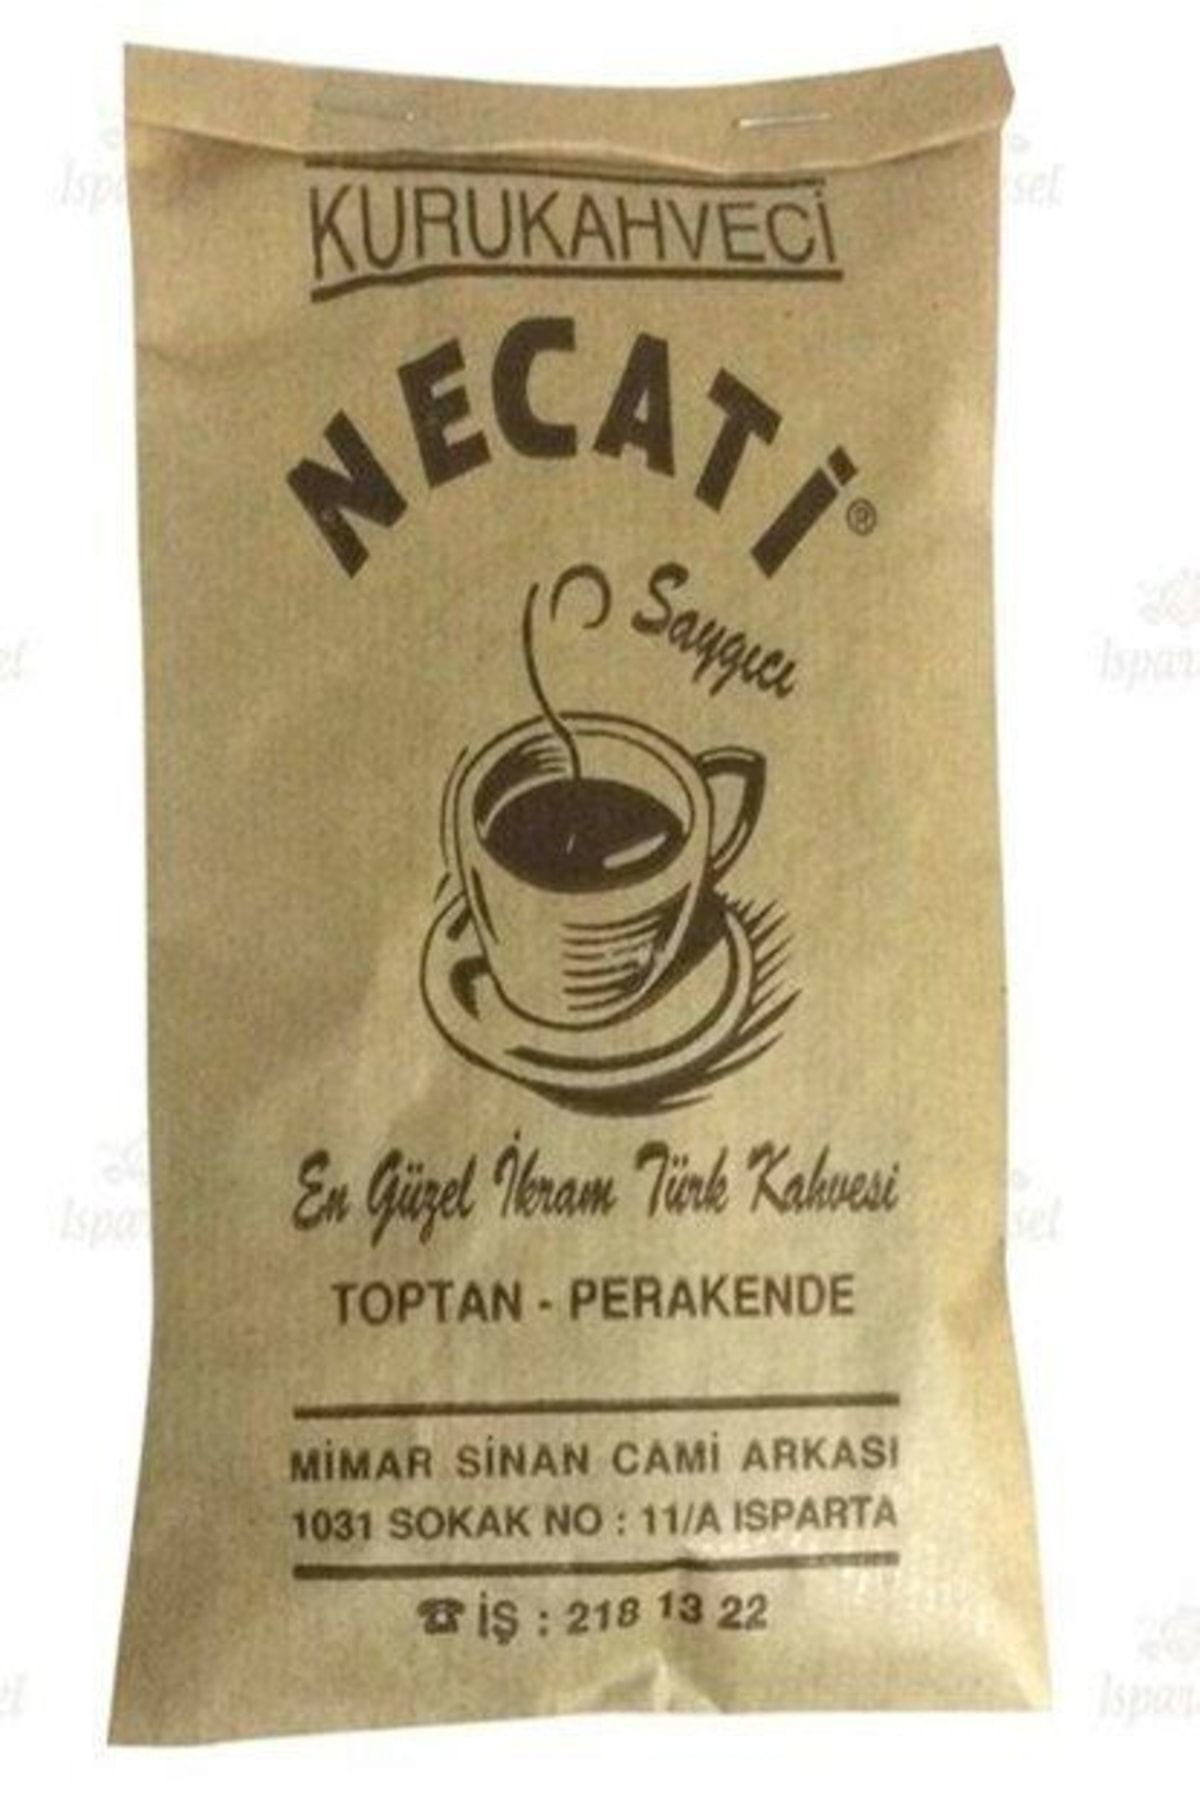 KURUKAHVECİ
NECATİ®
Saygıcı
En Güzel İkram Türk Kahvesi
TOPTAN - PERAKENDE
MİMAR SİNAN CAMİ ARKASI
1031 SOKAK NO : 11/A ISPARTA
☎ İŞ : 218 13 22